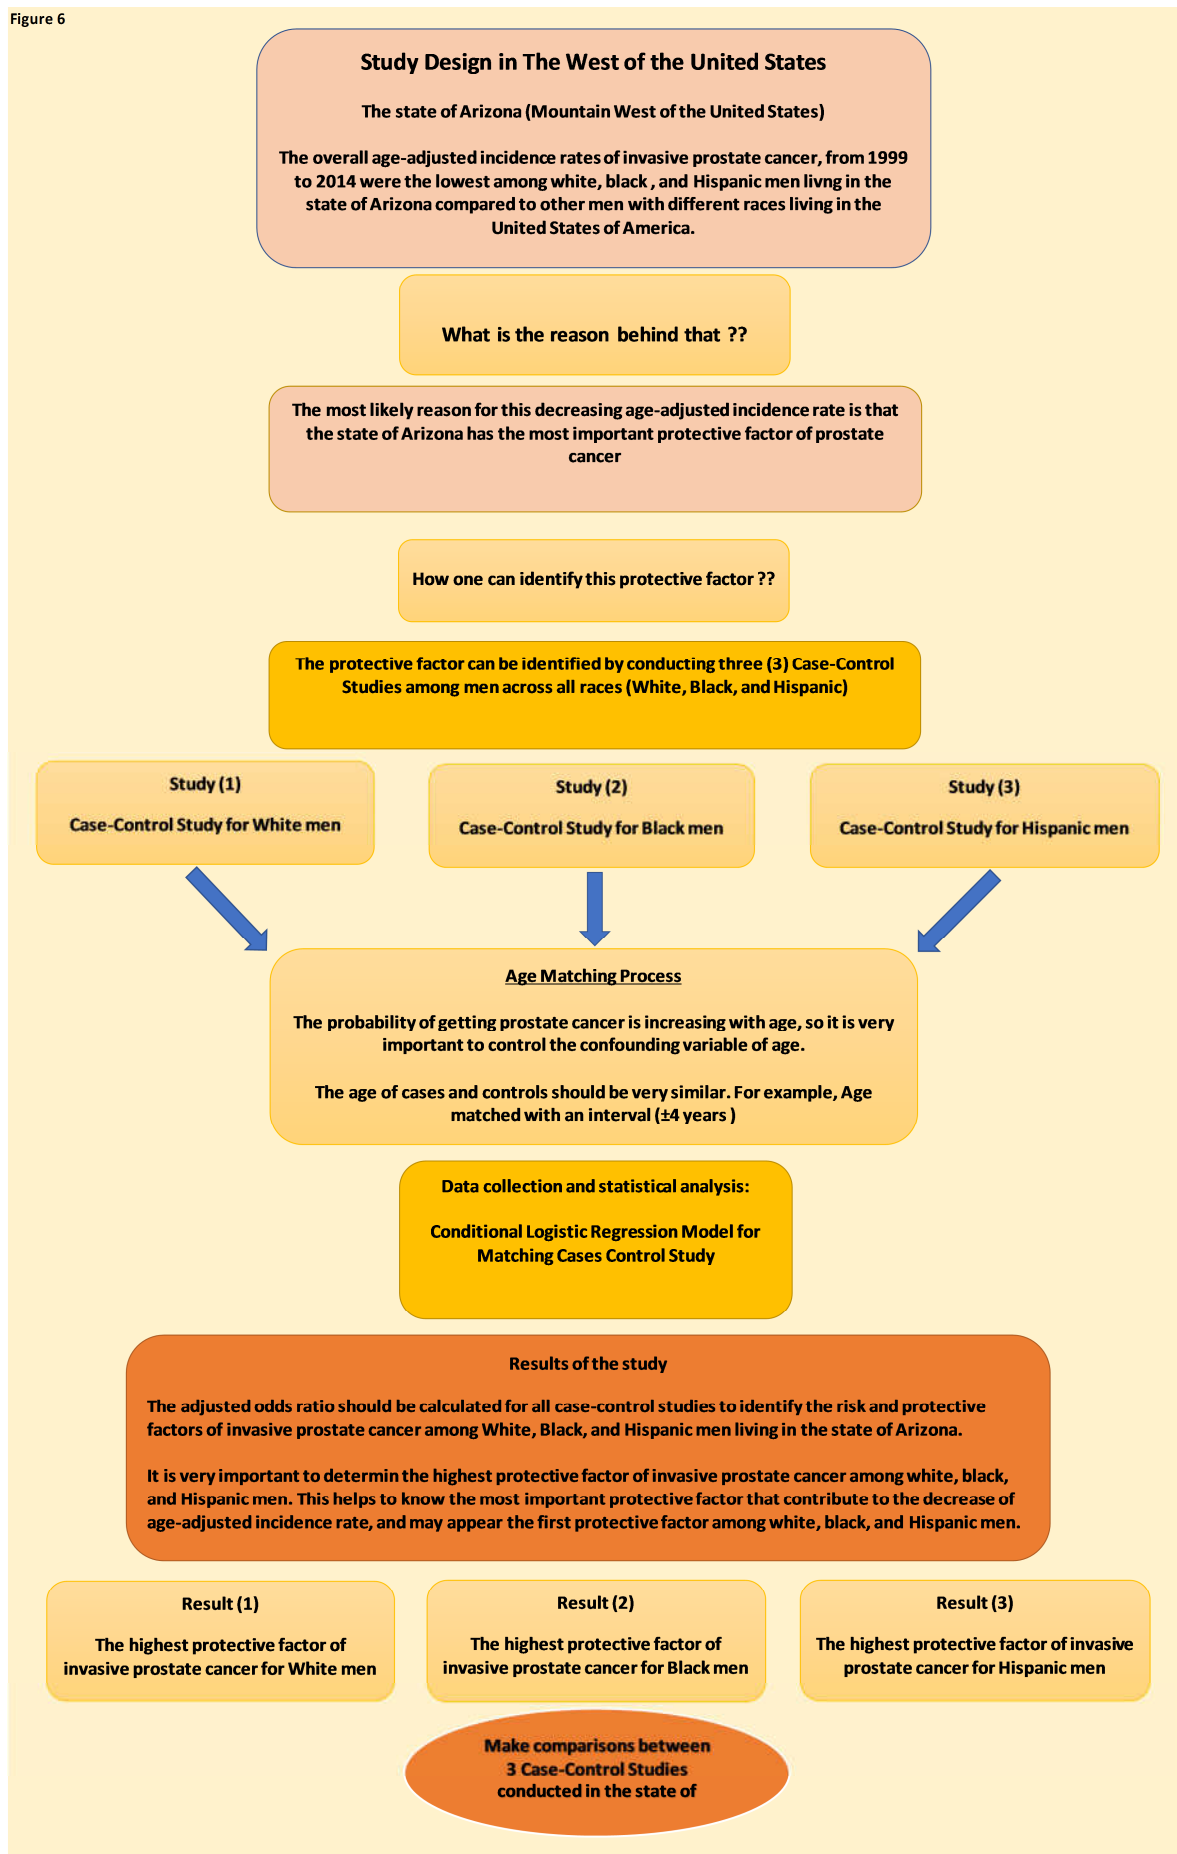 Figure 6
Study Design in The West of the United States
The state of Arizona (Mountain West of the United States)
The overall age-adjusted incidence rates of invasive prostate cancer, from 1999
to 2014 were the lowest among white, black , and Hispanic men livng in the
state of Arizona compared to other men with different races living in the
United States of America.
What is the reason behind that ??
The most likely reason for this decreasing age-adjusted incidence rate is that
the state of Arizona has the most important protective factor of prostate
cancer
How one can identify this protective factor ??
The protective factor can be identified by conducting three (3) Case-Control
Studies among men across all races (White, Black, and Hispanic)
Study (1)
Case-Control Study for White men
Study (2)
Case-Control Study for Black men
Study (3)
Case-Control Study for Hispanic men
Age Matching Process
The probability of getting prostate cancer is increasing with age, so it is very
important to control the confounding variable of age.
The age of cases and controls should be very similar. For example, Age
matched with an interval (±4 years )
Data collection and statistical analysis:
Conditional Logistic Regression Model for
Matching Cases Control Study
Results of the study
The adjusted odds ratio should be calculated for all case-control studies to identify the risk and protective
factors of invasive prostate cancer among White, Black, and Hispanic men living in the state of Arizona.
It is very important to determin the highest protective factor of invasive prostate cancer among white, black,
and Hispanic men. This helps to know the most important protective factor that contribute to the decrease of
age-adjusted incidence rate, and may appear the first protective factor among white, black, and Hispanic men.
Result (1)
The highest protective factor of
invasive prostate cancer for White men
Result (2)
The highest protective factor of
invasive prostate cancer for Black men
Result (3)
The highest protective factor of invasive
prostate cancer for Hispanic men
Make comparisons between
3 Case-Control Studies
conducted in the state of